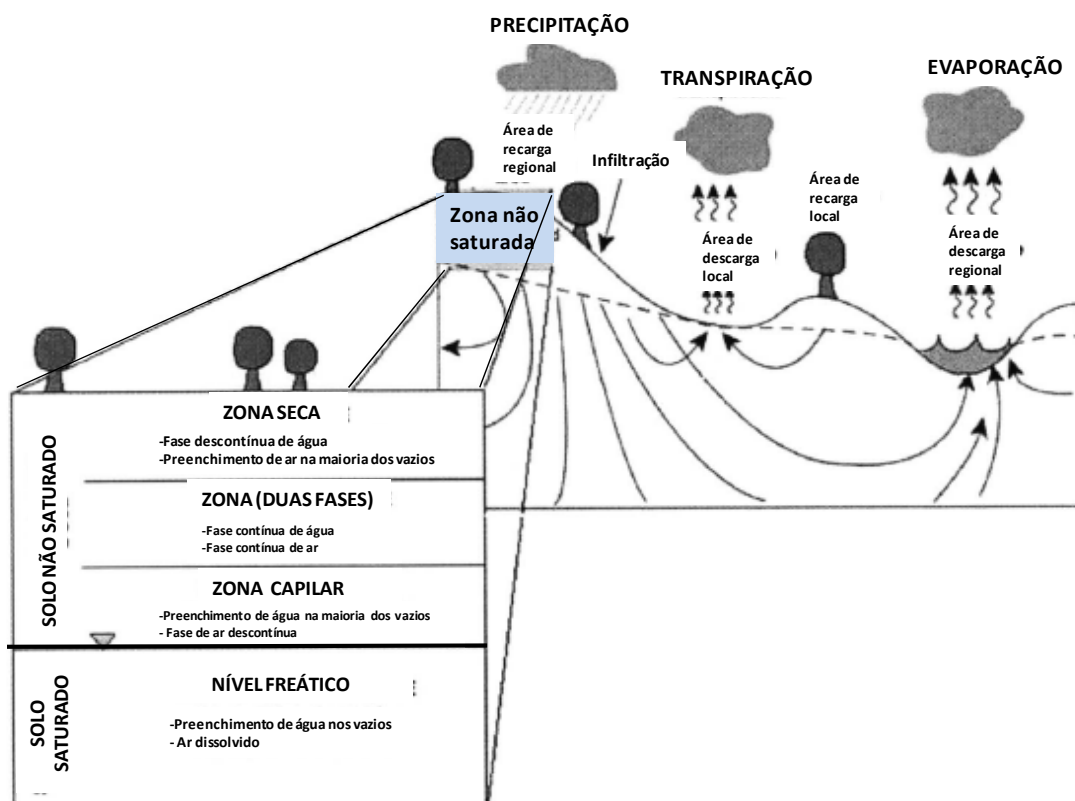 PRECIPITAÇÃO
TRANSPIRAÇÃO
EVAPORAÇÃO
Área de
recarga
regional
Infiltração
Área de
recarga
local
Zona não
saturada
Área de
descarga
local
Área de
descarga
regional
SOLO NÃO SATURADO
ZONA SECA
-Fase descontínua de água
-Preenchimento de ar na maioria dos vazios
ZONA (DUAS FASES)
-Fase contínua de água
-Fase contínua de ar
ZONA CAPILAR
-Preenchimento de água na maioria dos vazios
- Fase de ar descontínua
SOLO
SATURADO
NÍVEL FREÁTICO
-Preenchimento de água nos vazios
- Ar dissolvido